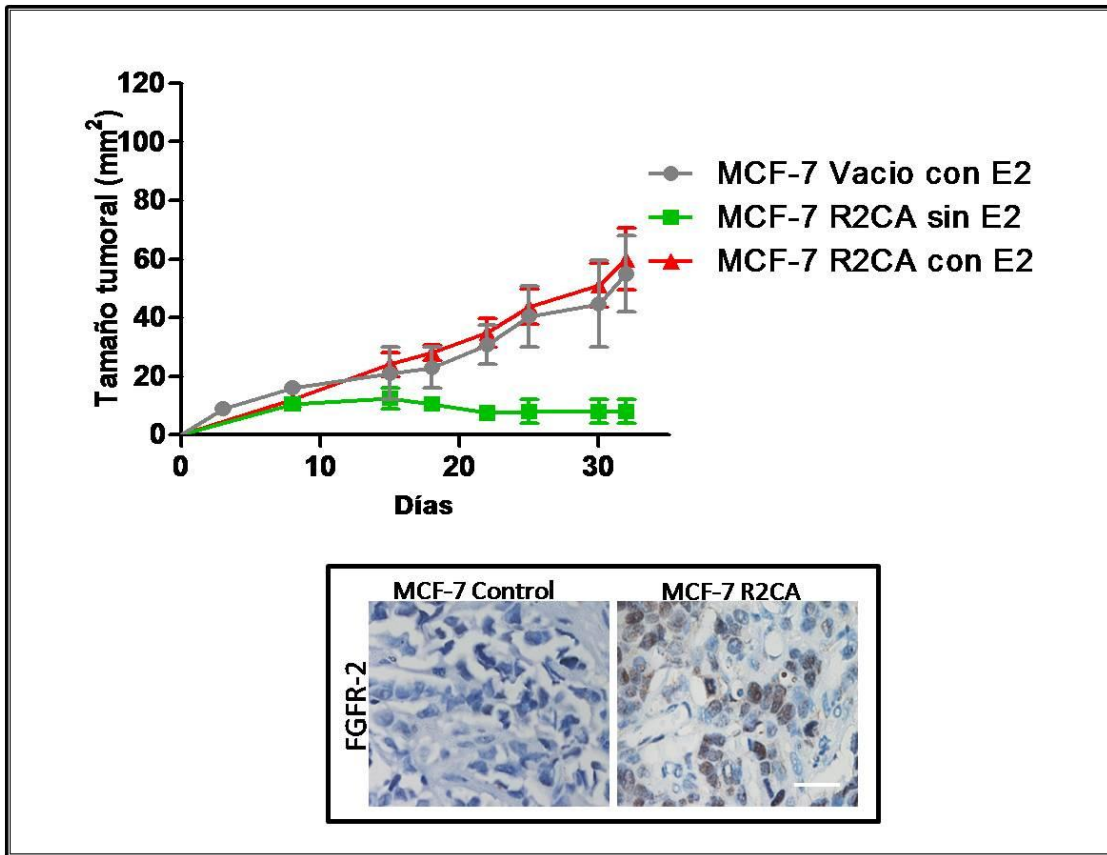 Tamaño tumoral (mm²)
120
100
80
60
40
20
0
0 10 20 30
Días
MCF-7 Vacio con E2
MCF-7 R2CA sin E2
MCF-7 R2CA con E2
MCF-7 Control MCF-7 R2CA
FGFR-2